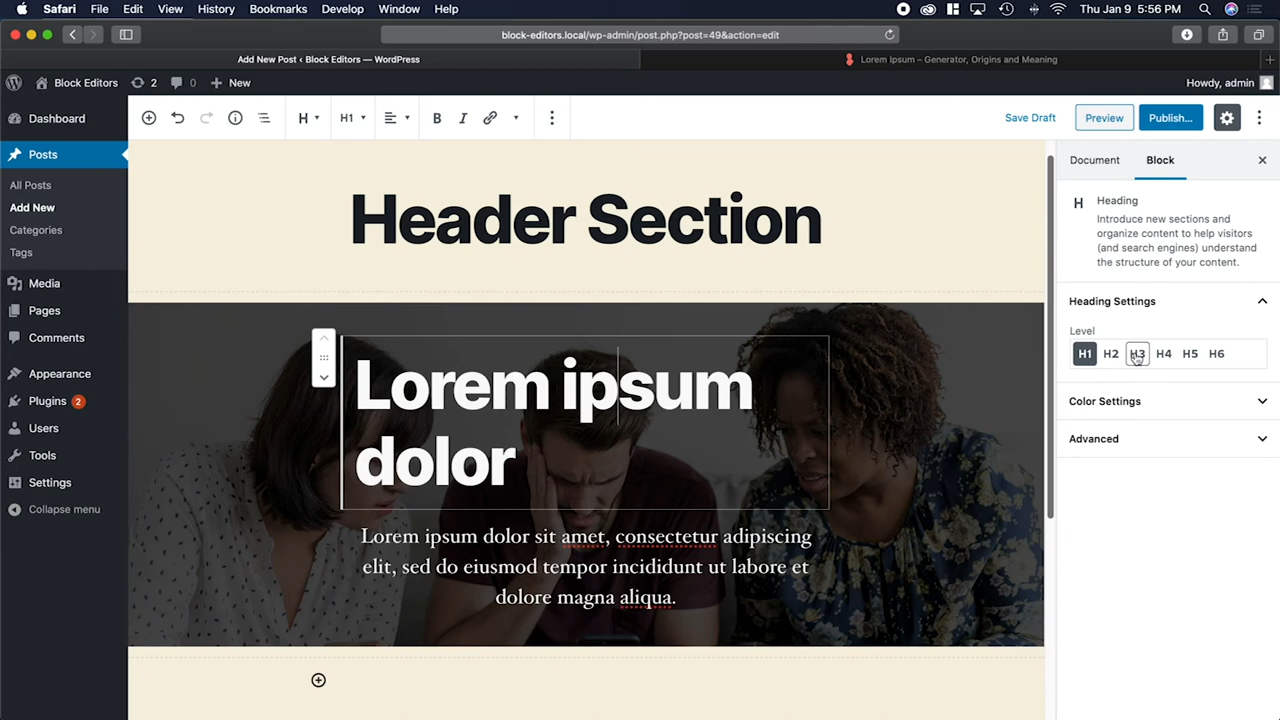 Safari File Edit View History Bookmarks Develop Window Help Thu Jan 9 5:56 PM
block-editors.local/wp-admin/post.php?post=49&action=edit
Add New Post ‹ Block Editors — WordPress
Lorem Ipsum – Generator, Origins and Meaning
Block Editors 2 0 New Howdy, admin
Dashboard
Posts
All Posts
Add New
Categories
Tags
Media
Pages
Comments
Appearance
Plugins 2
Users
Tools
Settings
Collapse menu
H H1 B I Save Draft Preview Publish...
Header Section
Lorem ipsum
dolor
Lorem ipsum dolor sit amet, consectetur adipiscing
elit, sed do eiusmod tempor incididunt ut labore et
dolore magna aliqua.
Document Block
H Heading
Introduce new sections and
organize content to help visitors
(and search engines) understand
the structure of your content.
Heading Settings
Level
H1 H2 H3 H4 H5 H6
Color Settings
Advanced